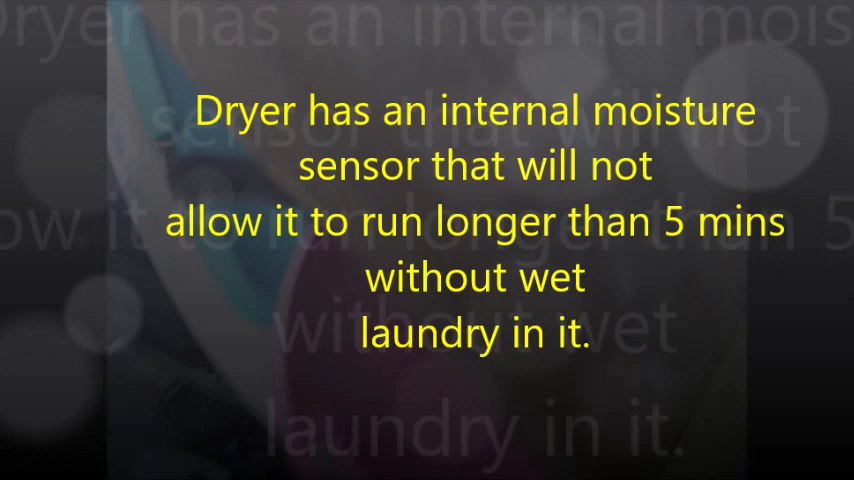 Dryer has an internal moisture
sensor that will not
allow it to run longer than 5 mins
without wet
laundry in it.